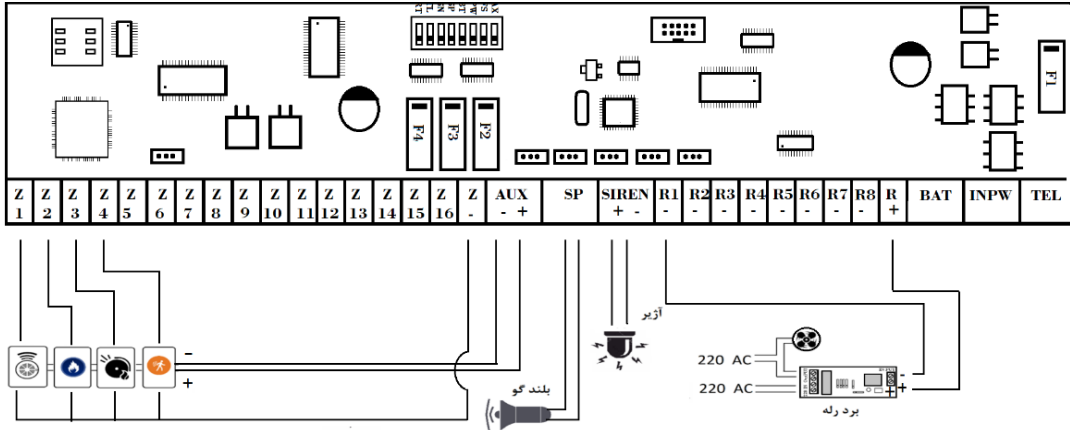 F4
F3
F2
F1
Z 1
Z 2
Z 3
Z 4
Z 5
Z 6
Z 7
Z 8
Z 9
Z 10
Z 11
Z 12
Z 13
Z 14
Z 15
Z 16
Z -
AUX - +
SP
SIREN + -
R1 -
R2 -
R3 -
R4 -
R5 -
R6 -
R7 -
R8 -
R +
BAT
INPW
TEL
آژیر
-
+
بلند گو
220 AC
220 AC
-
+
+
برد رله